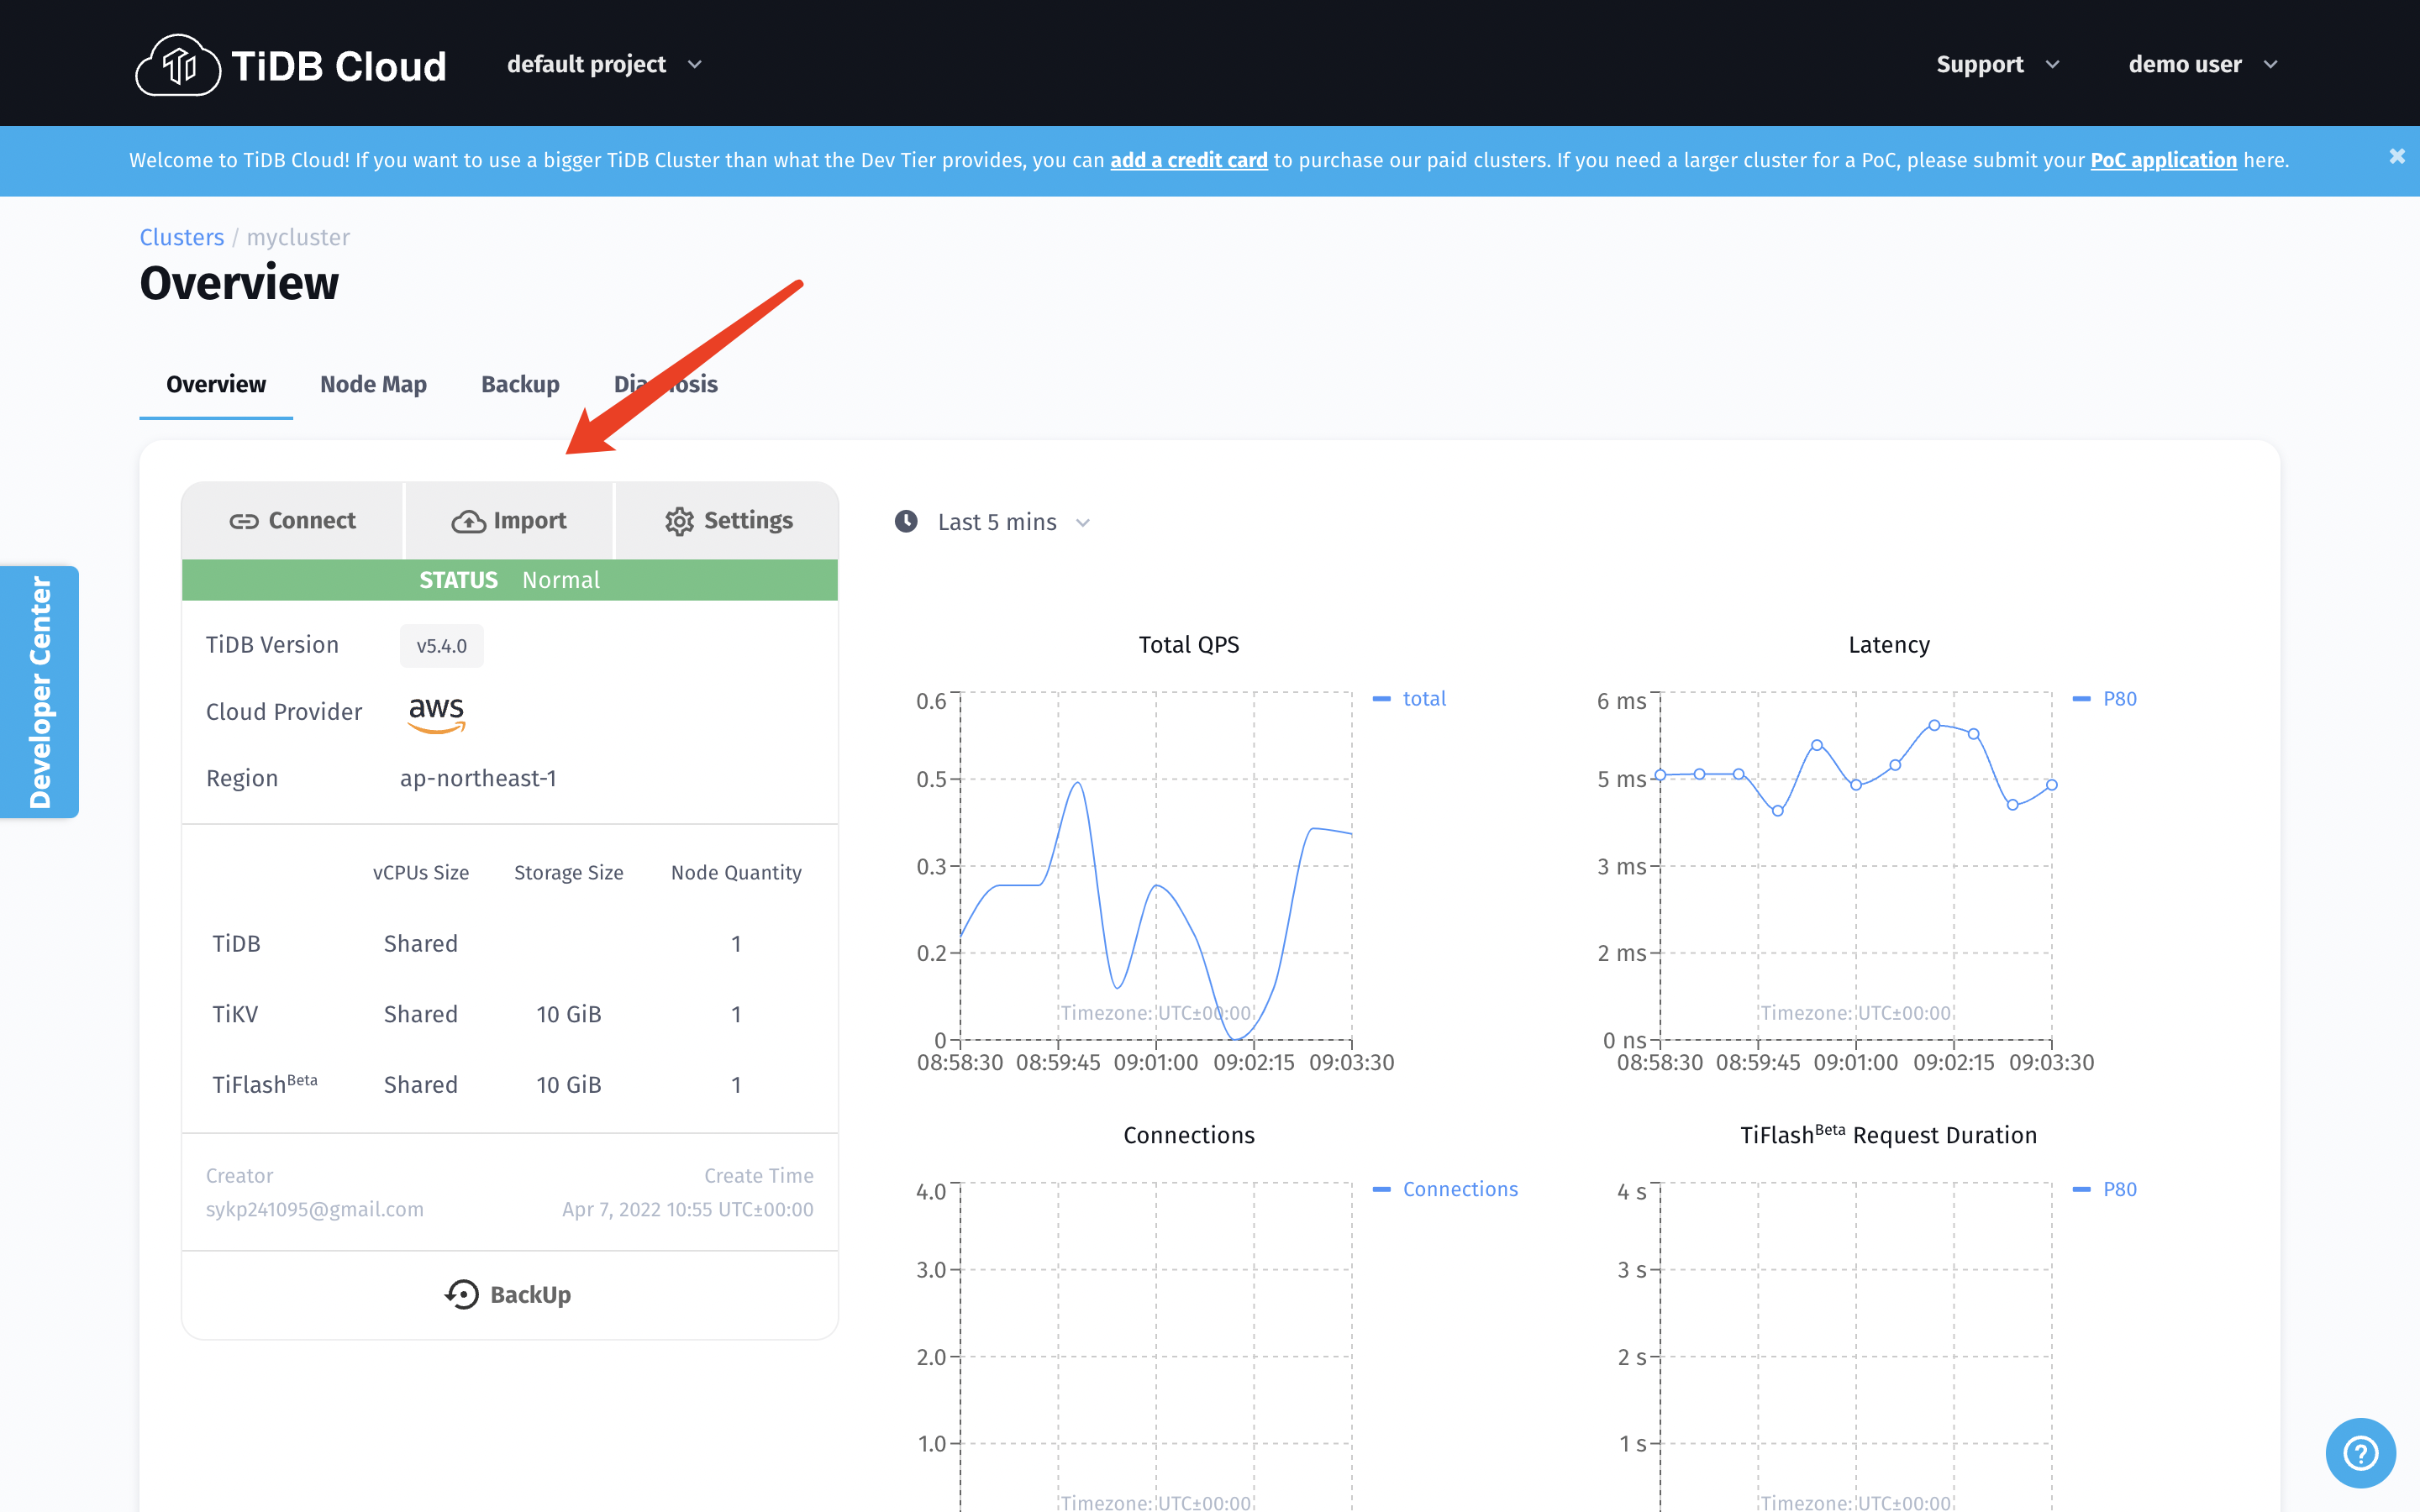 TiDB Cloud
default project
Support
demo user
Welcome to TiDB Cloud! If you want to use a bigger TiDB Cluster than what the Dev Tier provides, you can add a credit card to purchase our paid clusters. If you need a larger cluster for a PoC, please submit your PoC application here.
Clusters / mycluster
Overview
Overview Node Map Backup Diagnosis
Developer Center
Connect Import Settings
STATUS Normal
TiDB Version v5.4.0
Cloud Provider aws
Region ap-northeast-1
vCPUs Size Storage Size Node Quantity
TiDB Shared 1
TiKV Shared 10 GiB 1
TiFlashBeta Shared 10 GiB 1
Creator Create Time
sykp241095@gmail.com Apr 7, 2022 10:55 UTC±00:00
BackUp
Last 5 mins
Total QPS
total
0.6
0.5
0.3
0.2
0
Timezone: UTC±00:00
08:58:30 08:59:45 09:01:00 09:02:15 09:03:30
Latency
P80
6 ms
5 ms
3 ms
2 ms
0 ns
Timezone: UTC±00:00
08:58:30 08:59:45 09:01:00 09:02:15 09:03:30
Connections
Connections
4.0
3.0
2.0
1.0
Timezone: UTC±00:00
TiFlashBeta Request Duration
P80
4 s
3 s
2 s
1 s
Timezone: UTC±00:00